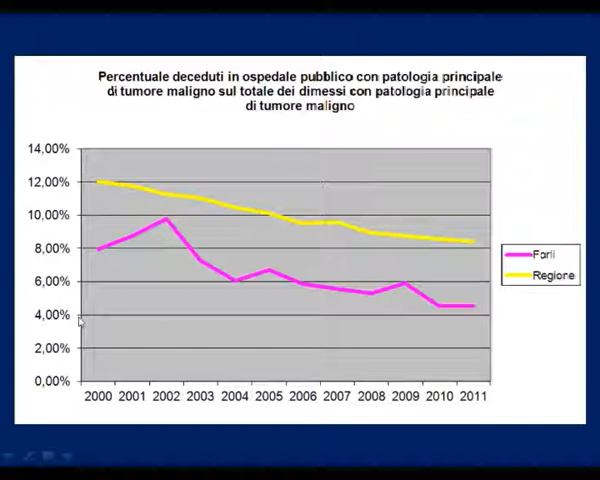 Percentuale deceduti in ospedale pubblico con patologia principale
di tumore maligno sul totale dei dimessi con patologia principale
di tumore maligno
14,00%
12,00%
10,00%
8,00%
6,00%
4,00%
2,00%
0,00%
2000 2001 2002 2003 2004 2005 2006 2007 2008 2009 2010 2011
Forlì
Regione